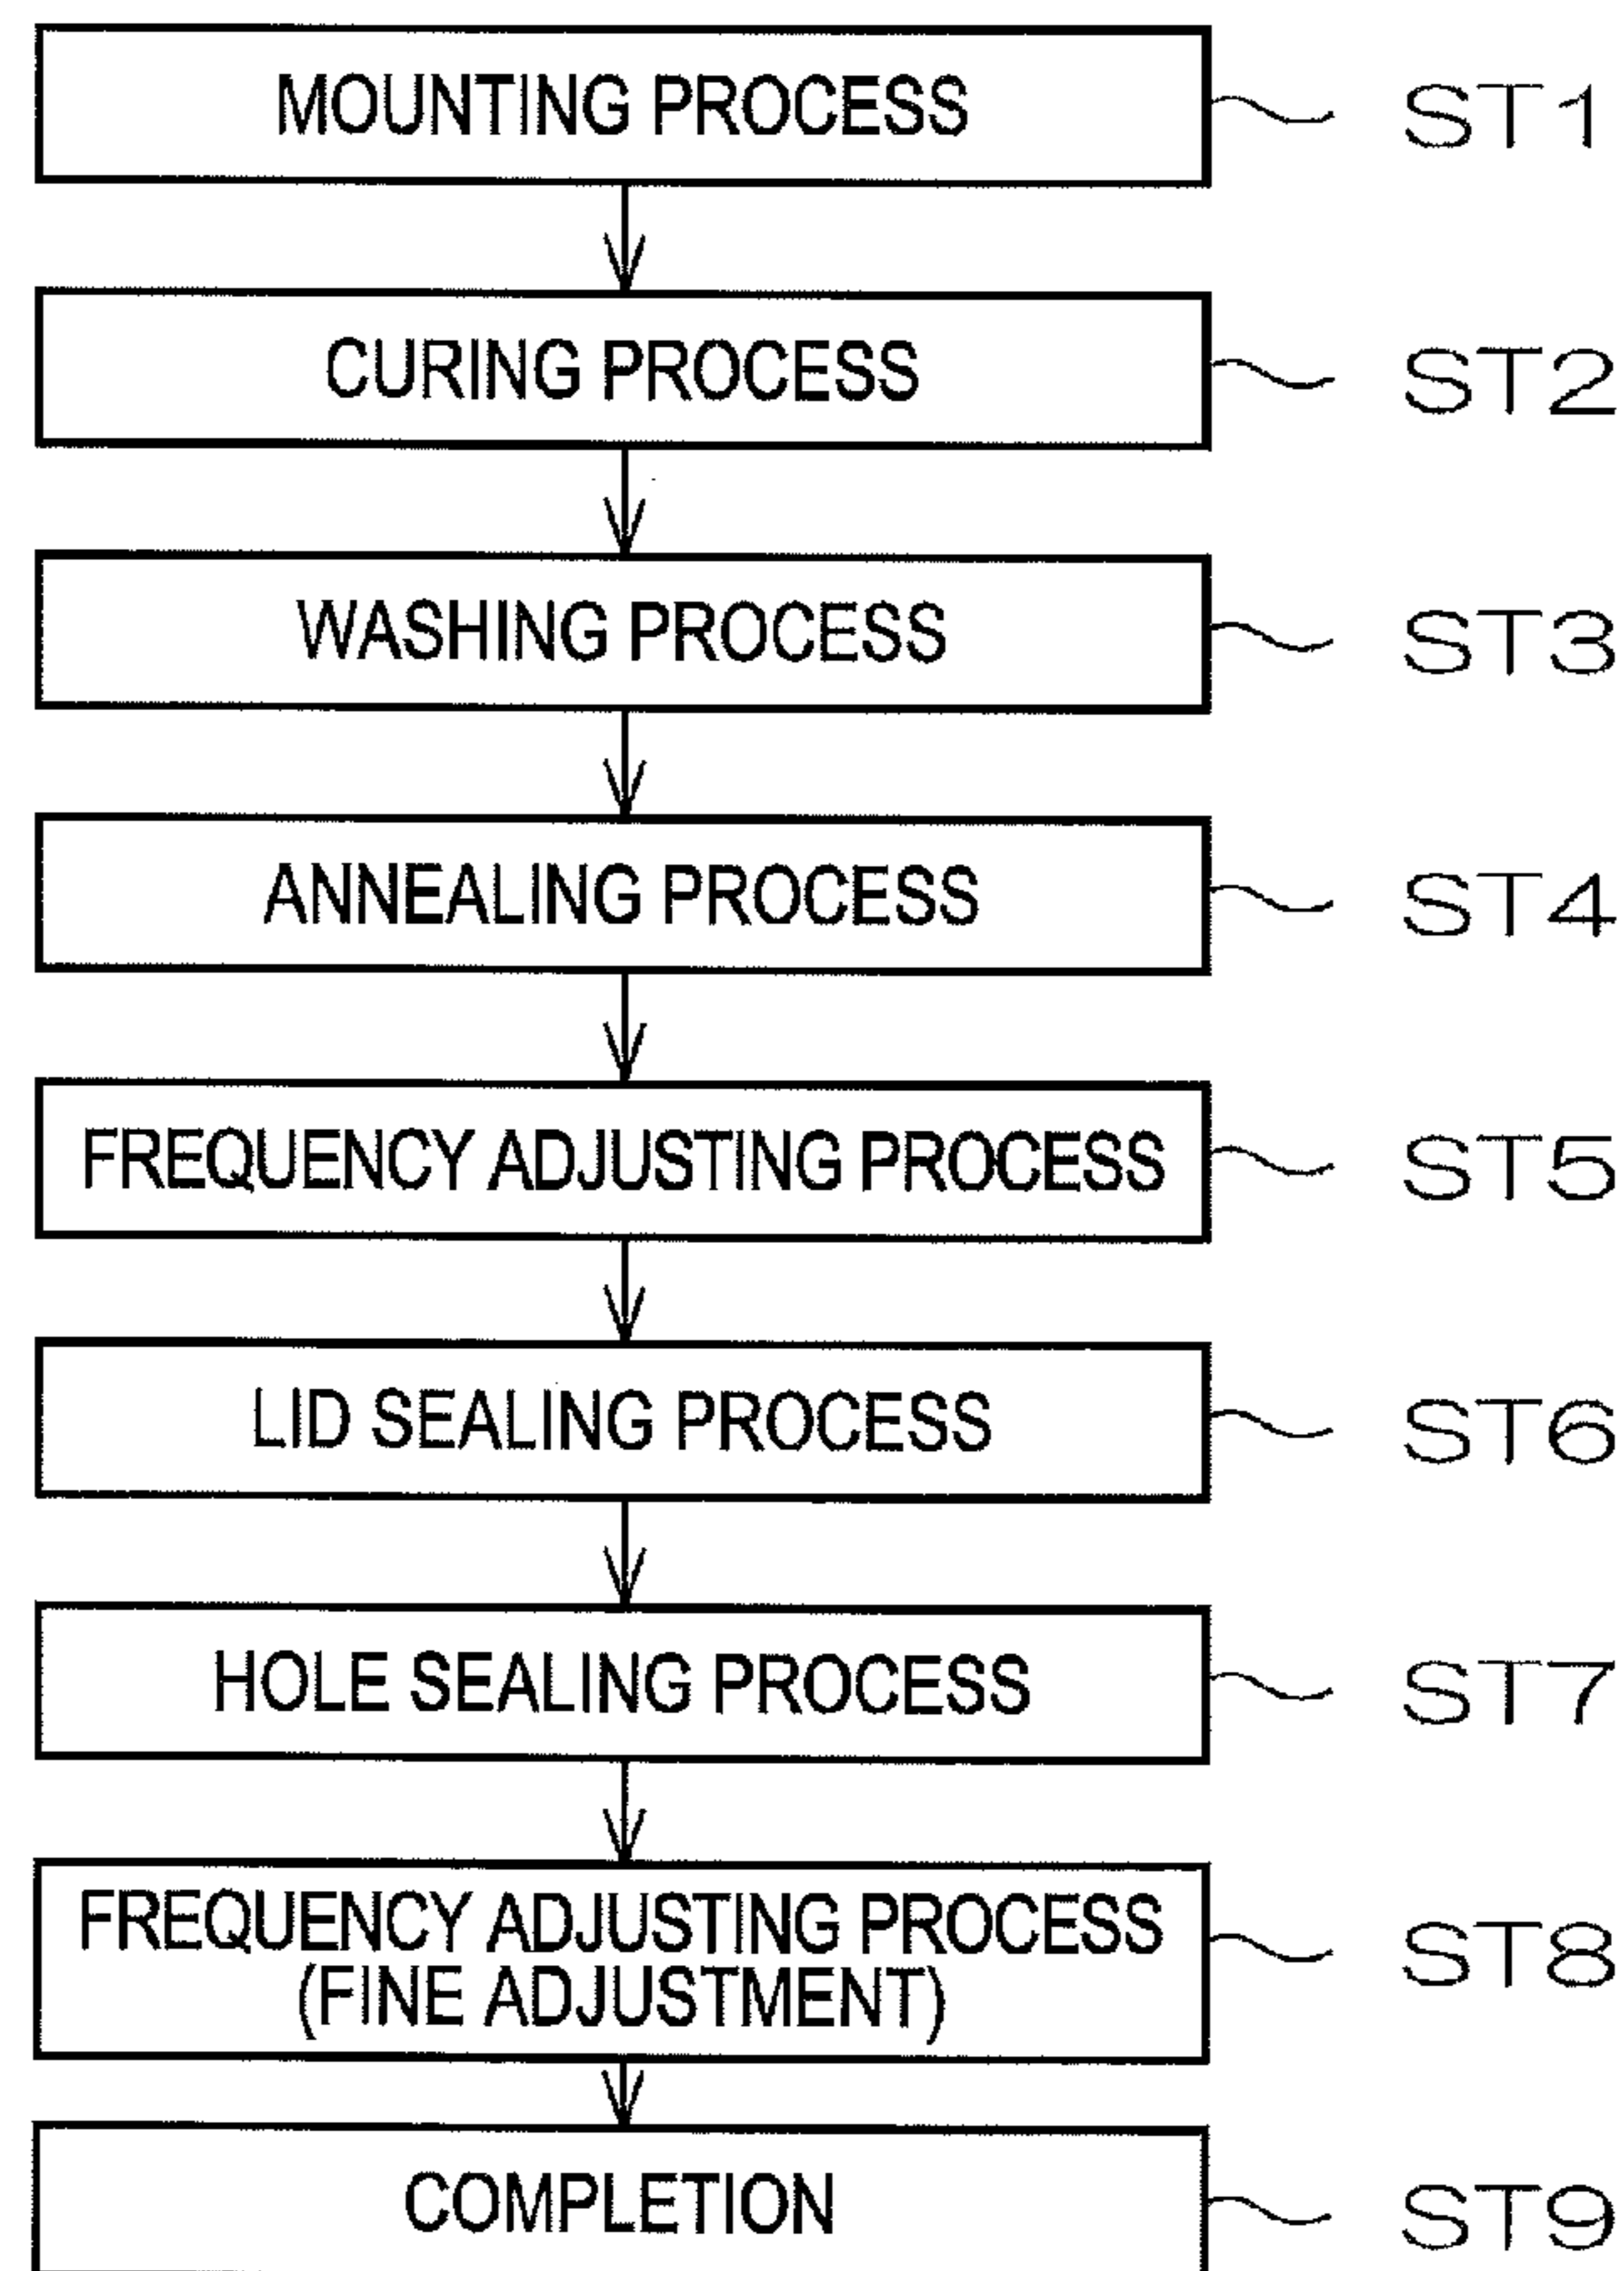 MOUNTING PROCESS ST1
CURING PROCESS ST2
WASHING PROCESS ST3
ANNEALING PROCESS ST4
FREQUENCY ADJUSTING PROCESS ST5
LID SEALING PROCESS ST6
HOLE SEALING PROCESS ST7
FREQUENCY ADJUSTING PROCESS
(FINE ADJUSTMENT) ST8
COMPLETION ST9